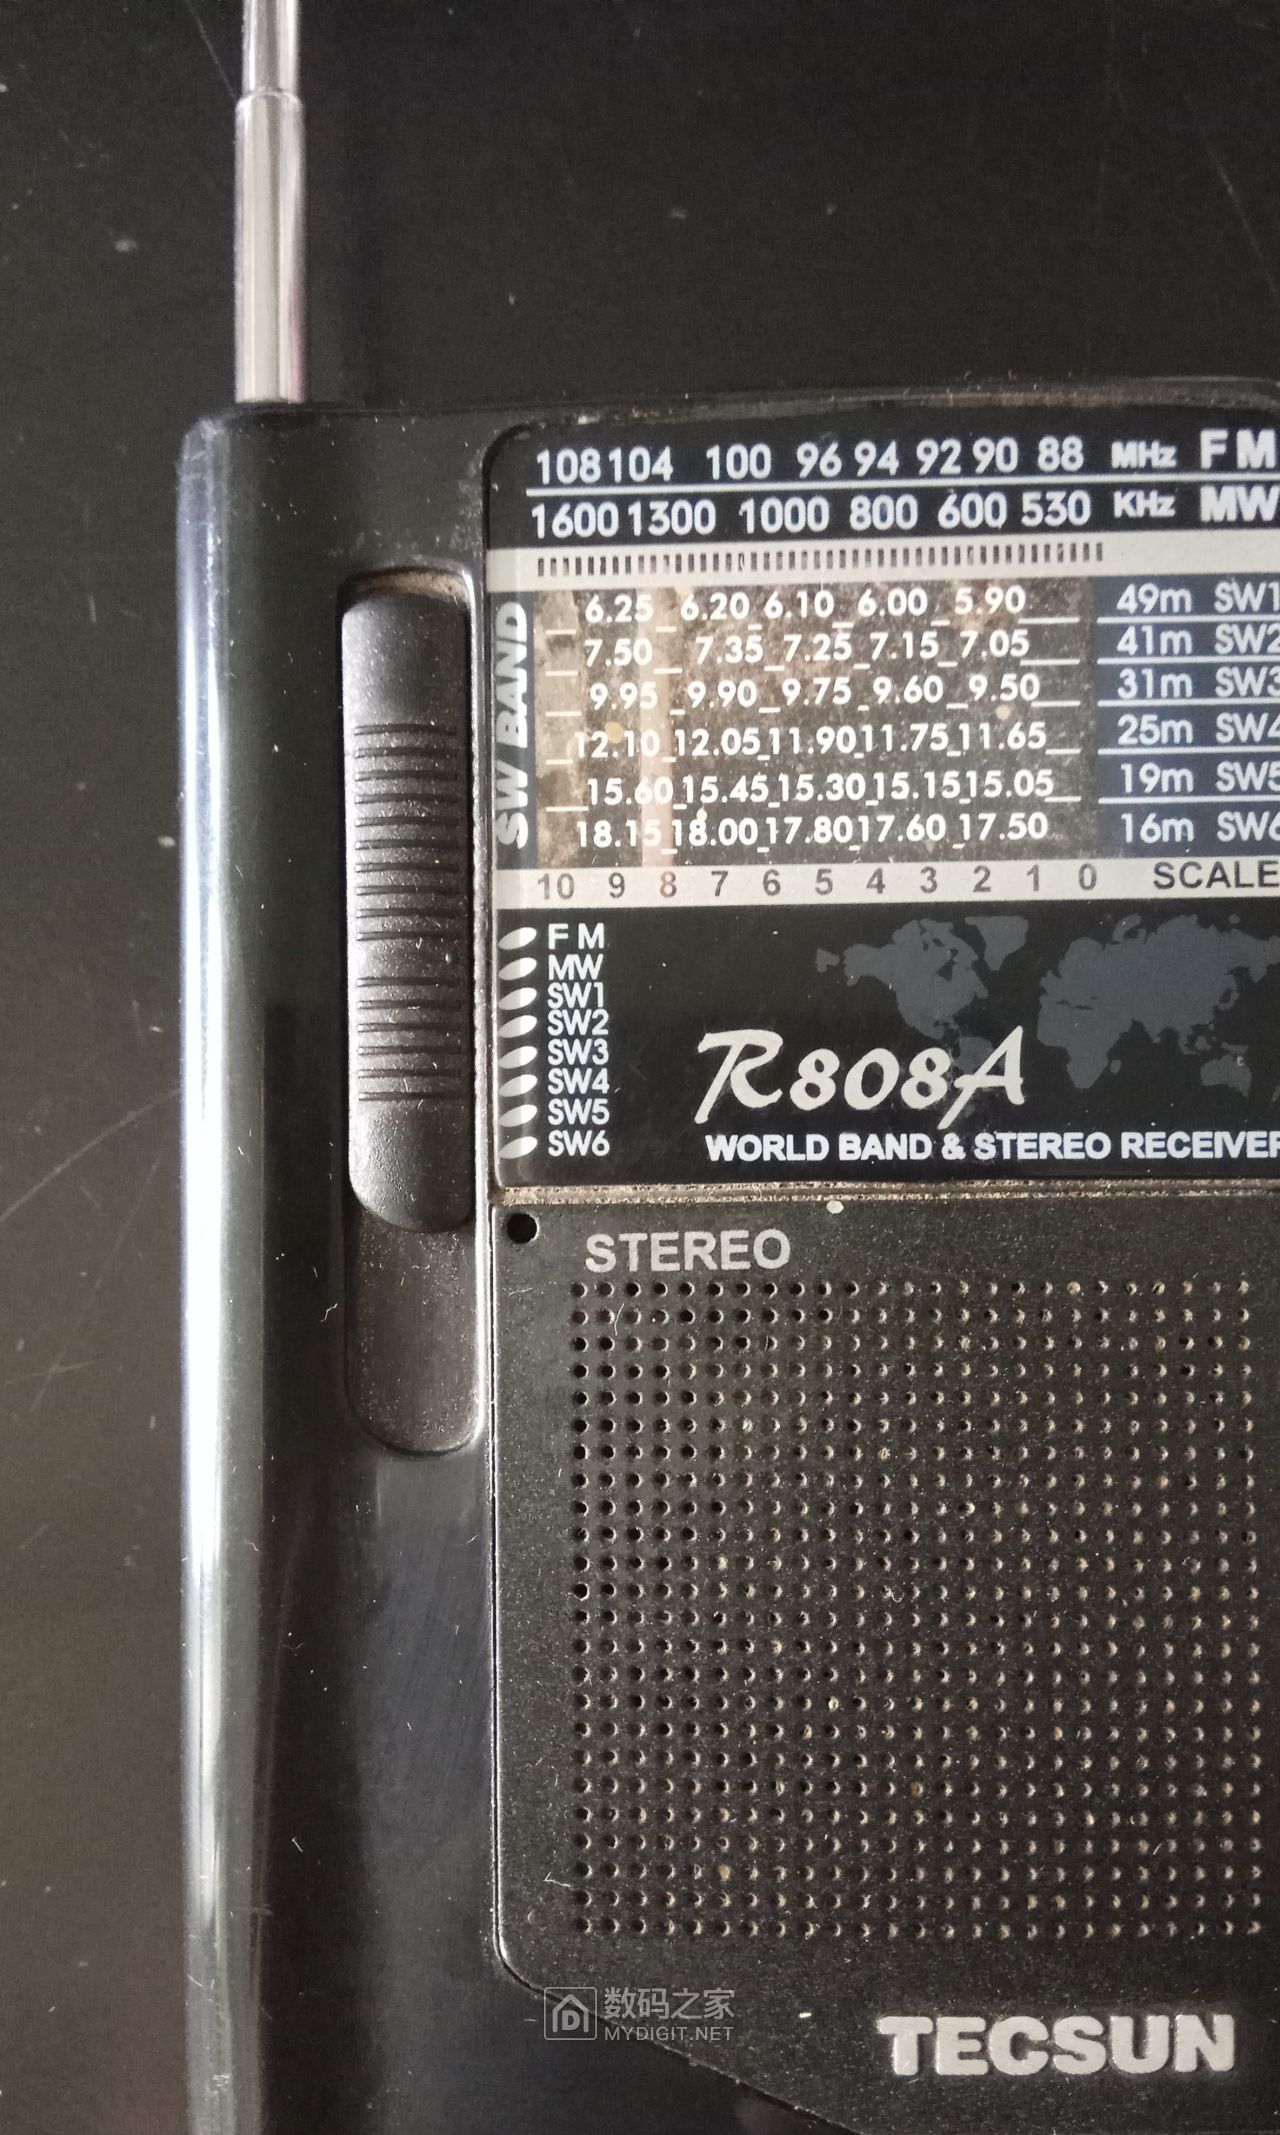 108 104 100 96 94 92 90 88 MHz FM
1600 1300 1000 800 600 530 KHz MW
SW BAND
6.25 6.20 6.10 6.00 5.90 49m SW1
7.50 7.35 7.25 7.15 7.05 41m SW2
9.95 9.90 9.75 9.60 9.50 31m SW3
12.10 12.05 11.90 11.75 11.65 25m SW4
15.60 15.45 15.30 15.15 15.05 19m SW5
18.15 18.00 17.80 17.60 17.50 16m SW6
10 9 8 7 6 5 4 3 2 1 0 SCALE
FM
MW
SW1
SW2
SW3
SW4
SW5
SW6
R808A
WORLD BAND & STEREO RECEIVER
STEREO
数码之家
MYDIGIT.NET
TECSUN